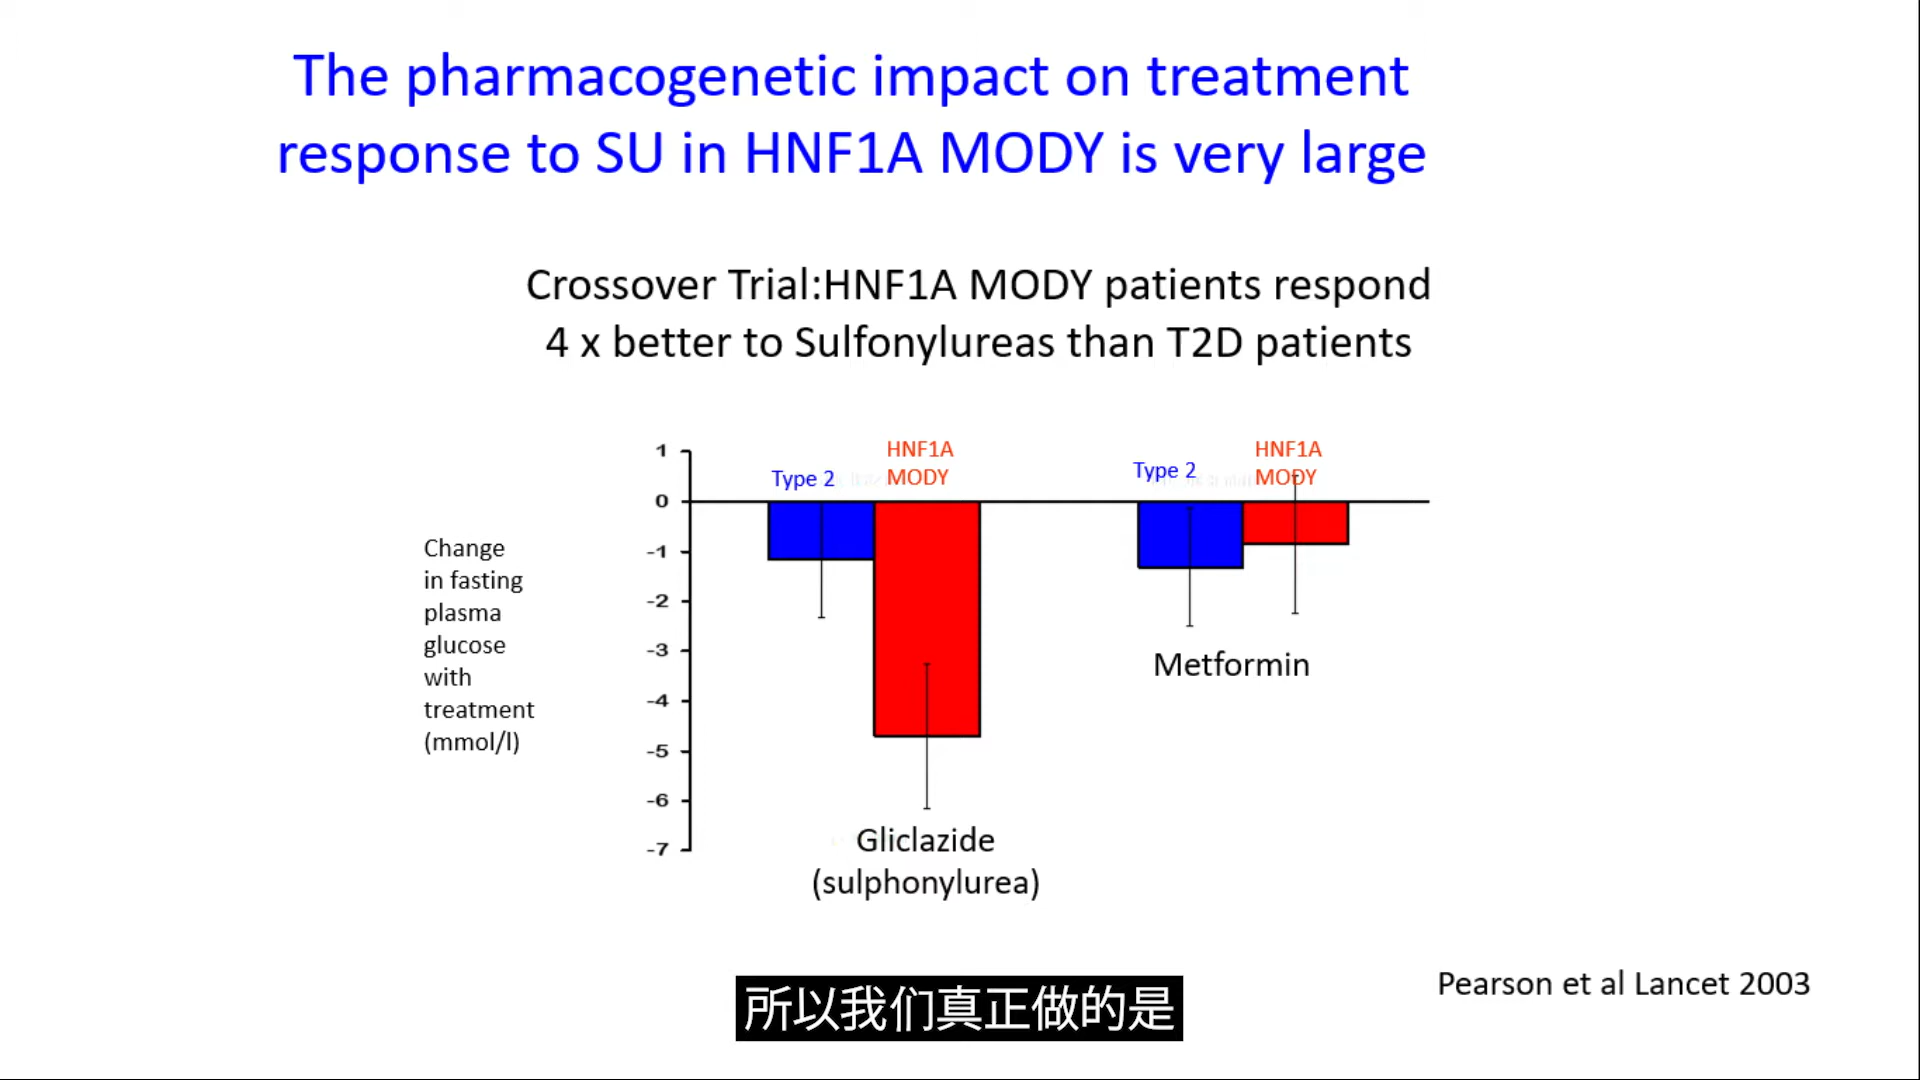 The pharmacogenetic impact on treatment
response to SU in HNF1A MODY is very large
Crossover Trial:HNF1A MODY patients respond
4 x better to Sulfonylureas than T2D patients
Change
in fasting
plasma
glucose
with
treatment
(mmol/l)
1
0
-1
-2
-3
-4
-5
-6
-7
Type 2
HNF1A
MODY
Type 2
HNF1A
MODY
Gliclazide
(sulphonylurea)
Metformin
Pearson et al Lancet 2003
所以我们真正做的是